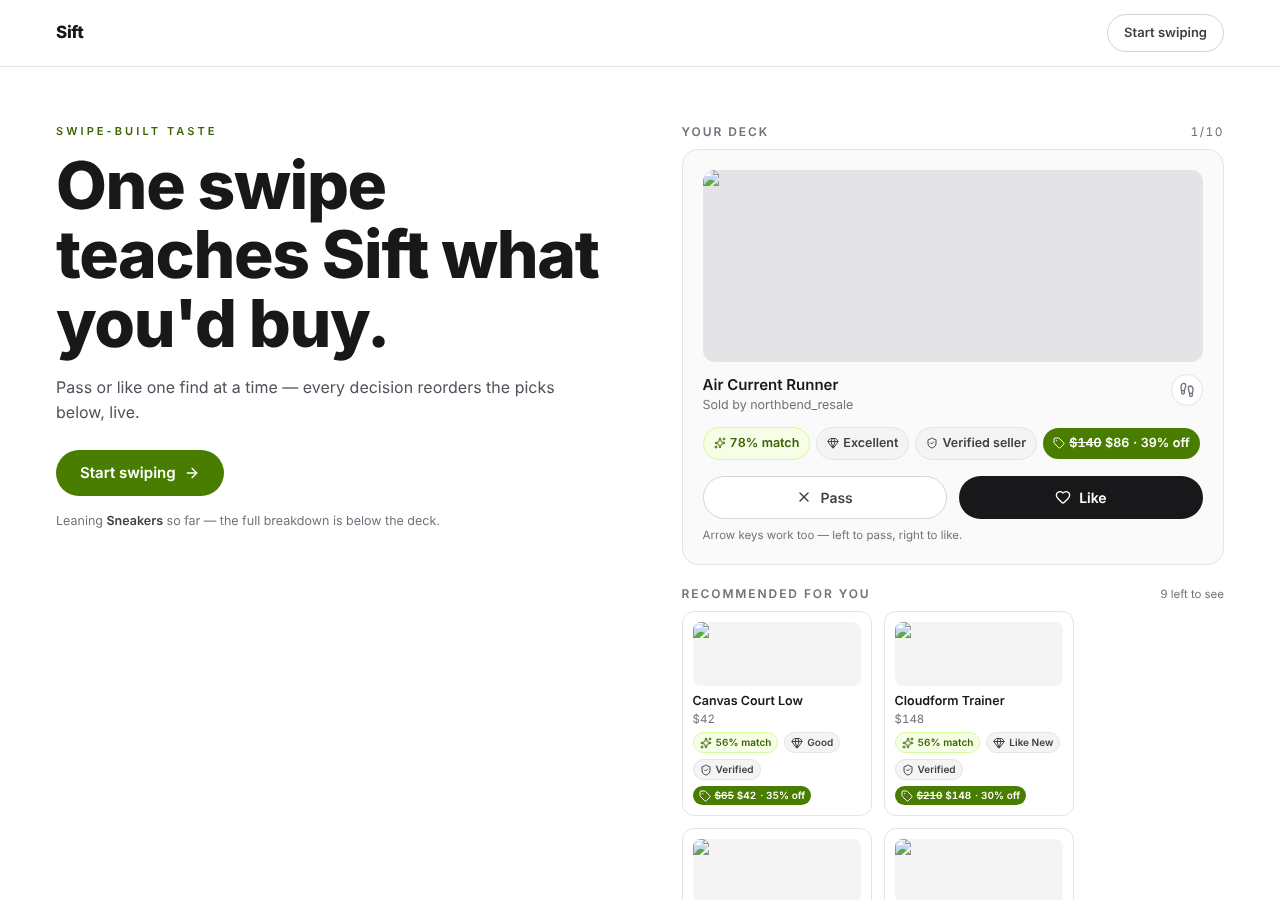 Sift
Start swiping
SWIPE-BUILT TASTE
One swipe
teaches Sift what
you'd buy.
Pass or like one find at a time — every decision reorders the picks
below, live.
Start swiping
Leaning Sneakers so far — the full breakdown is below the deck.
YOUR DECK
1/10
Air Current Runner
Sold by northbend_resale
78% match
Excellent
Verified seller
$140 $86 · 39% off
Pass
Like
Arrow keys work too — left to pass, right to like.
RECOMMENDED FOR YOU
9 left to see
Canvas Court Low
$42
56% match
Good
Verified
$65 $42 · 35% off
Cloudform Trainer
$148
56% match
Like New
Verified
$210 $148 · 30% off